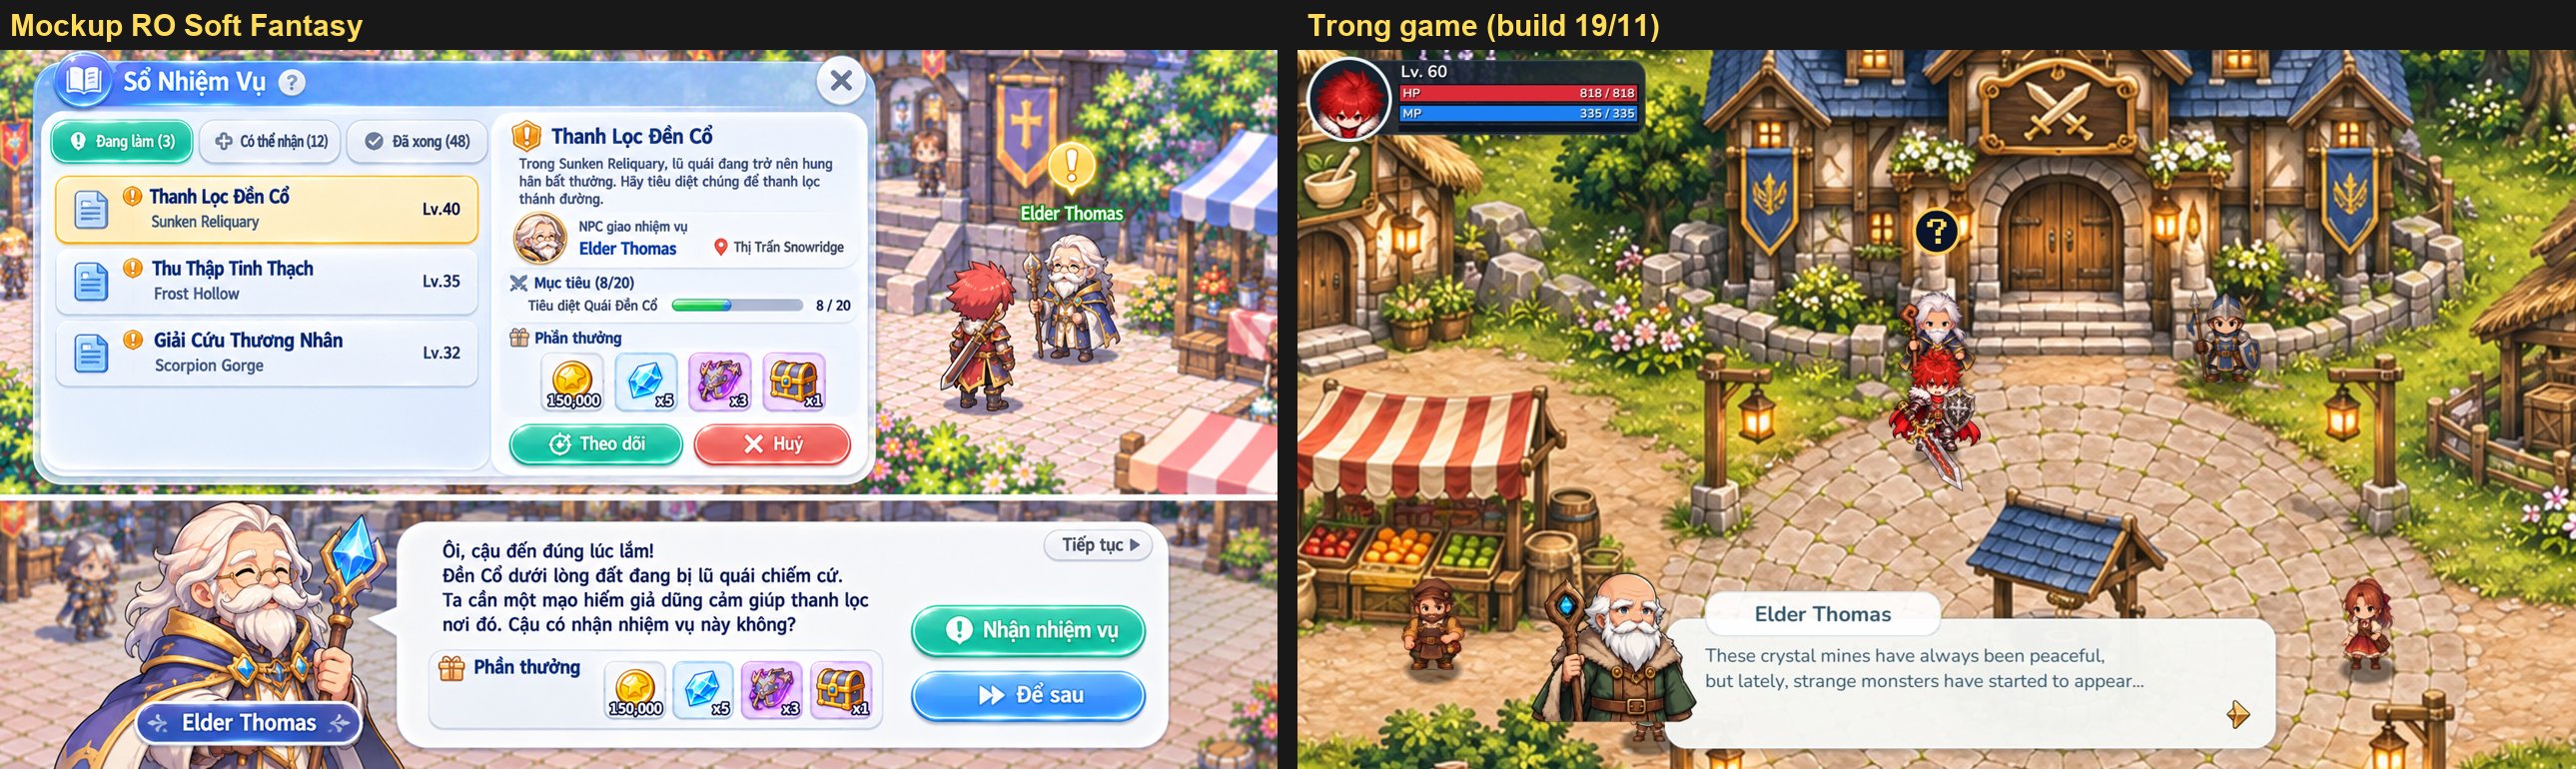 Mockup RO Soft Fantasy
Sổ Nhiệm Vụ ?
Đang làm (3)
Có thể nhận (12)
Đã xong (48)
Thanh Lọc Đền Cổ
Sunken Reliquary
Lv.40
Thu Thập Tinh Thạch
Frost Hollow
Lv.35
Giải Cứu Thương Nhân
Scorpion Gorge
Lv.32
Thanh Lọc Đền Cổ
Trong Sunken Reliquary, lũ quái đang trở nên hung
hãn bất thường. Hãy tiêu diệt chúng để thanh lọc
thánh đường.
NPC giao nhiệm vụ
Elder Thomas
Thị Trấn Snowridge
Mục tiêu (8/20)
Tiêu diệt Quái Đền Cổ
8 / 20
Phần thưởng
150,000
x5
x3
x1
Theo dõi
Huỷ
Elder Thomas
Ôi, cậu đến đúng lúc lắm!
Đền Cổ dưới lòng đất đang bị lũ quái chiếm cứ.
Ta cần một mạo hiểm giả dũng cảm giúp thanh lọc
nơi đó. Cậu có nhận nhiệm vụ này không?
Tiếp tục
Phần thưởng
150,000
x5
x3
x1
Nhận nhiệm vụ
Để sau
Elder Thomas
Trong game (build 19/11)
Lv. 60
HP
818 / 818
MP
335 / 335
?
Elder Thomas
These crystal mines have always been peaceful,
but lately, strange monsters have started to appear...